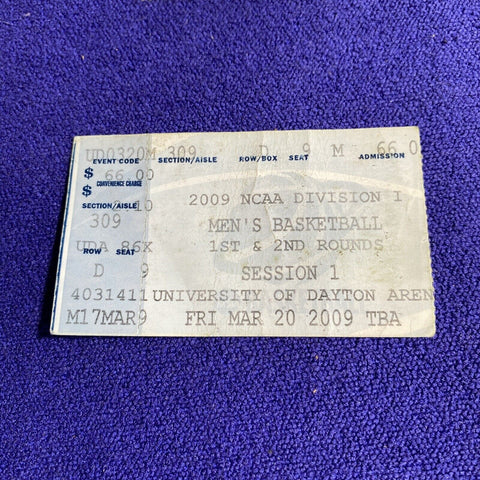 UD0320M 309 D 9 M 66.00
EVENT CODE SECTION/AISLE ROW/BOX SEAT ADMISSION
$ 66.00
$ CONVENIENCE CHARGE
2009 NCAA DIVISION I
SECTION/AISLE
309 MEN'S BASKETBALL
UDA 86X 1ST & 2ND ROUNDS
ROW SEAT
D 9 SESSION 1
4031411 UNIVERSITY OF DAYTON AREN
M17MAR9 FRI MAR 20 2009 TBA